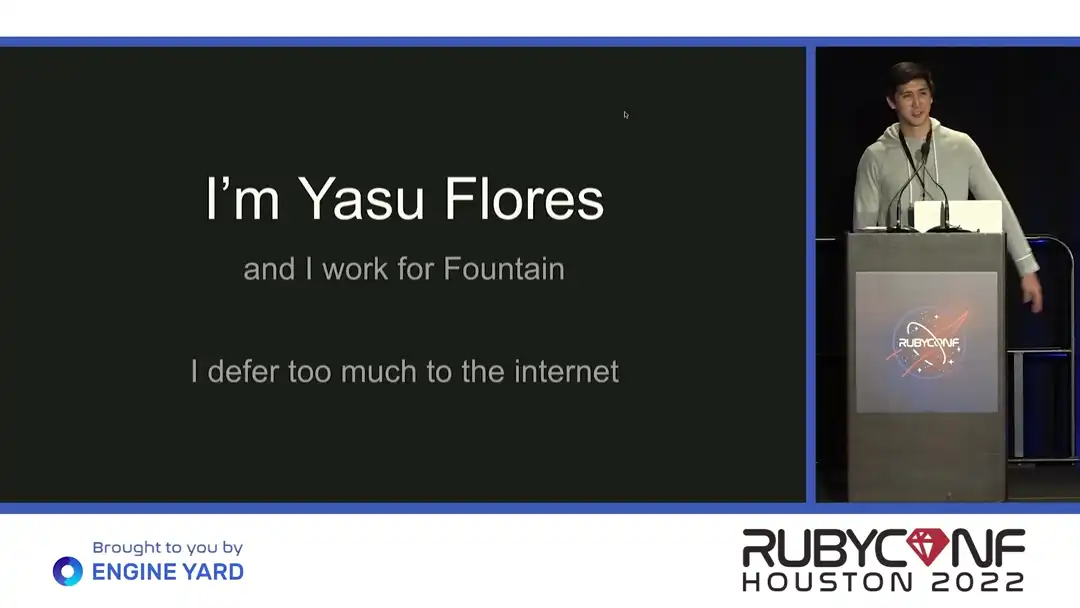 I'm Yasu Flores
and I work for Fountain
I defer too much to the internet
RUBYCONF
Brought to you by
ENGINE YARD
RUBYCONF
HOUSTON 2022